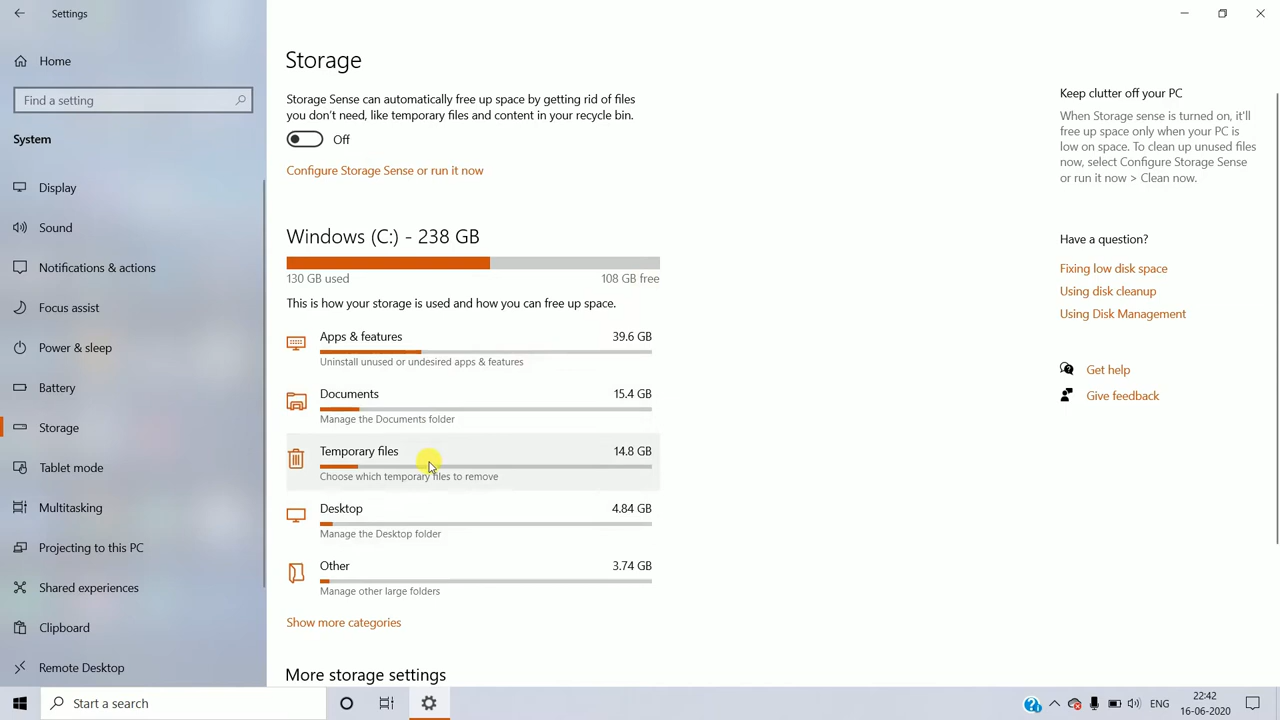 Settings
Home
Find a setting
System
Display
Sound
Notifications & actions
Focus assist
Power & sleep
Battery
Storage
Tablet mode
Multitasking
Projecting to this PC
Shared experiences
Clipboard
Remote Desktop
Storage
Storage Sense can automatically free up space by getting rid of files
you don't need, like temporary files and content in your recycle bin.
Off
Configure Storage Sense or run it now
Windows (C:) - 238 GB
130 GB used 108 GB free
This is how your storage is used and how you can free up space.
Apps & features 39.6 GB
Uninstall unused or undesired apps & features
Documents 15.4 GB
Manage the Documents folder
Temporary files 14.8 GB
Choose which temporary files to remove
Desktop 4.84 GB
Manage the Desktop folder
Other 3.74 GB
Manage other large folders
Show more categories
More storage settings
Keep clutter off your PC
When Storage sense is turned on, it'll
free up space only when your PC is
low on space. To clean up unused files
now, select Configure Storage Sense
or run it now > Clean now.
Have a question?
Fixing low disk space
Using disk cleanup
Using Disk Management
Get help
Give feedback
Start a search
ENG
22:42
16-06-2020